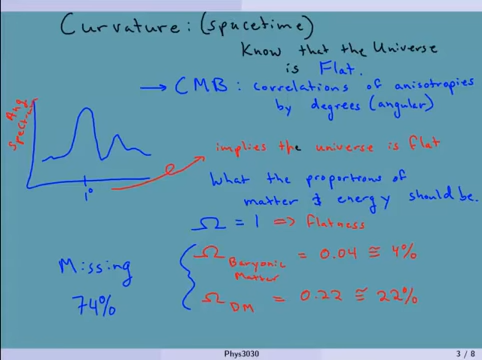 Curvature: (spacetime)
Know that the Universe
is Flat.
→ CMB: correlations of anisotropies
by degrees (angular)
Ang
Spectral
1°
implies the universe is flat
What the proportions of
matter & energy should be.
Ω = 1 ⇒ Flatness
Ω Baryonic Matter = 0.04 ≅ 4%
Ω DM = 0.22 ≅ 22%
Missing
74%
Phys3030
3 / 8